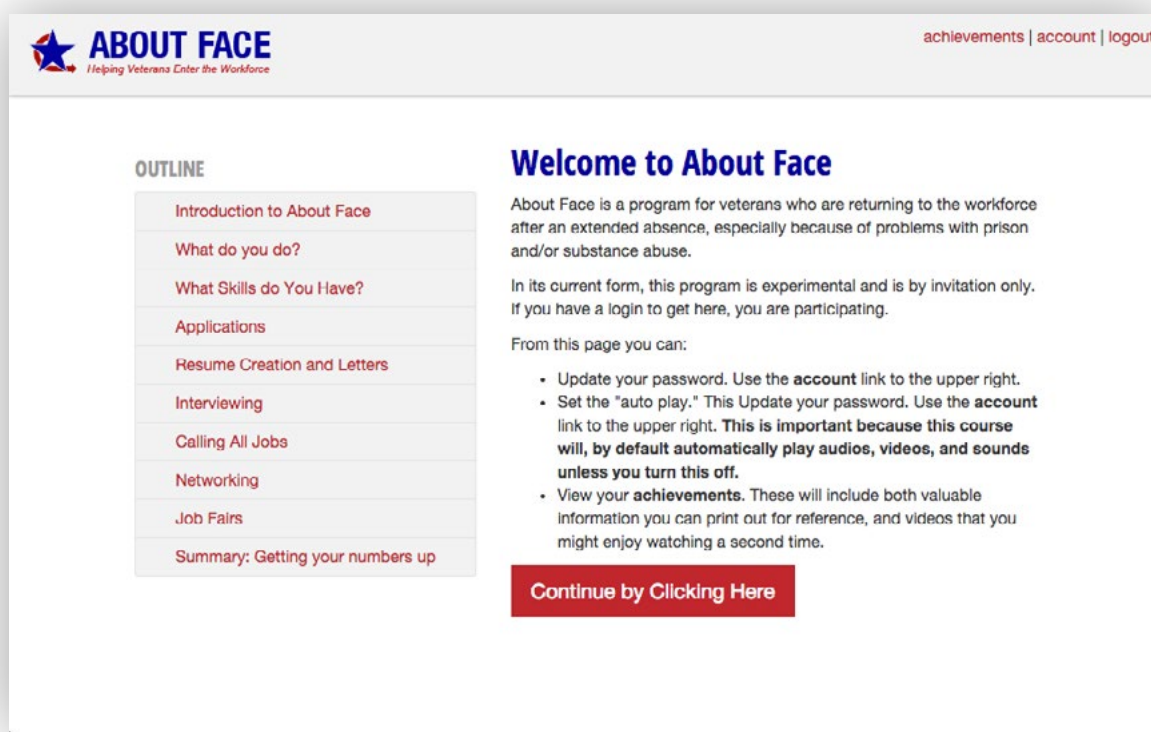 ABOUT FACE
Helping Veterans Enter the Workforce
achievements | account | logout
OUTLINE
Introduction to About Face
What do you do?
What Skills do You Have?
Applications
Resume Creation and Letters
Interviewing
Calling All Jobs
Networking
Job Fairs
Summary: Getting your numbers up
Welcome to About Face
About Face is a program for veterans who are returning to the workforce
after an extended absence, especially because of problems with prison
and/or substance abuse.
In its current form, this program is experimental and is by invitation only.
If you have a login to get here, you are participating.
From this page you can:
• Update your password. Use the account link to the upper right.
• Set the "auto play." This Update your password. Use the account
link to the upper right. This is important because this course
will, by default automatically play audios, videos, and sounds
unless you turn this off.
• View your achievements. These will include both valuable
information you can print out for reference, and videos that you
might enjoy watching a second time.
Continue by Clicking Here